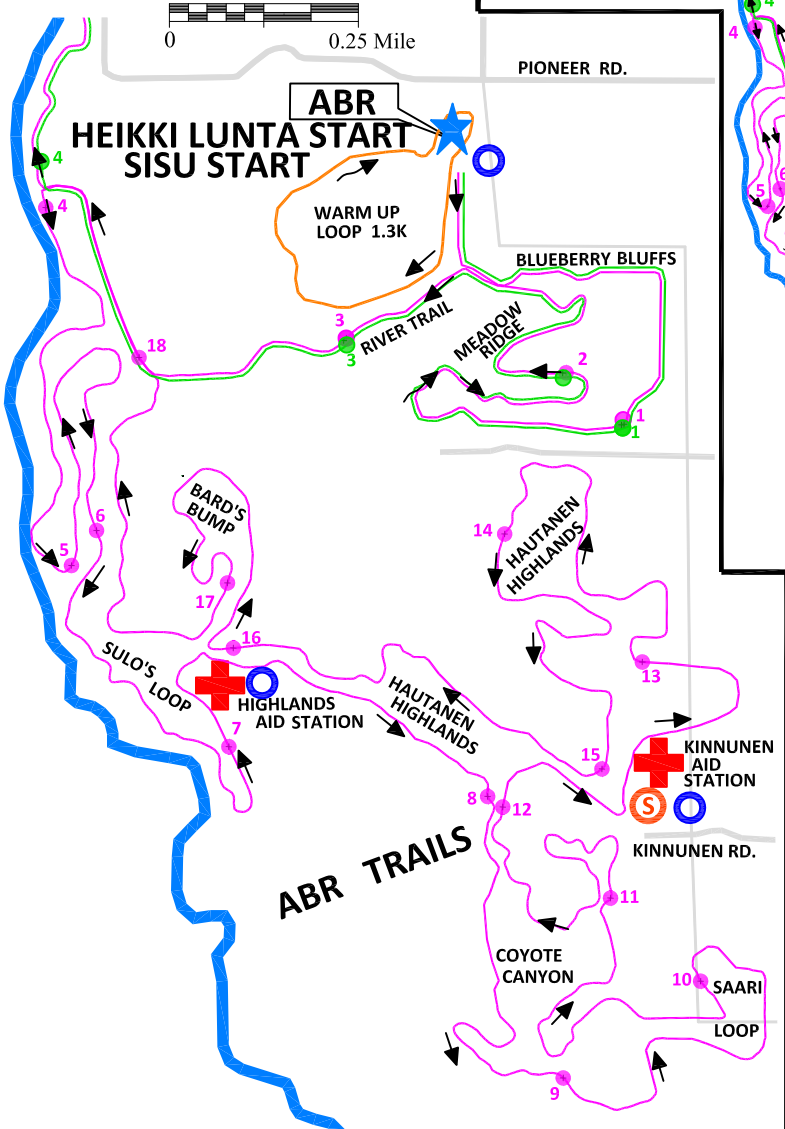 4
0
0.25 Mile
4
PIONEER RD.
ABR
HEIKKI LUNTA START
SISU START
4
4
5
6
WARM UP
LOOP 1.3K
BLUEBERRY BLUFFS
3
3
RIVER TRAIL
MEADOW
RIDGE
18
2
1
1
BARD'S
BUMP
14
HAUTANEN
HIGHLANDS
6
5
17
16
SULO'S
LOOP
13
HAUTANEN
HIGHLANDS
HIGHLANDS
AID STATION
7
15
KINNUNEN
AID
STATION
8
12
S
ABR TRAILS
KINNUNEN RD.
11
COYOTE
CANYON
10
SAARI
LOOP
9